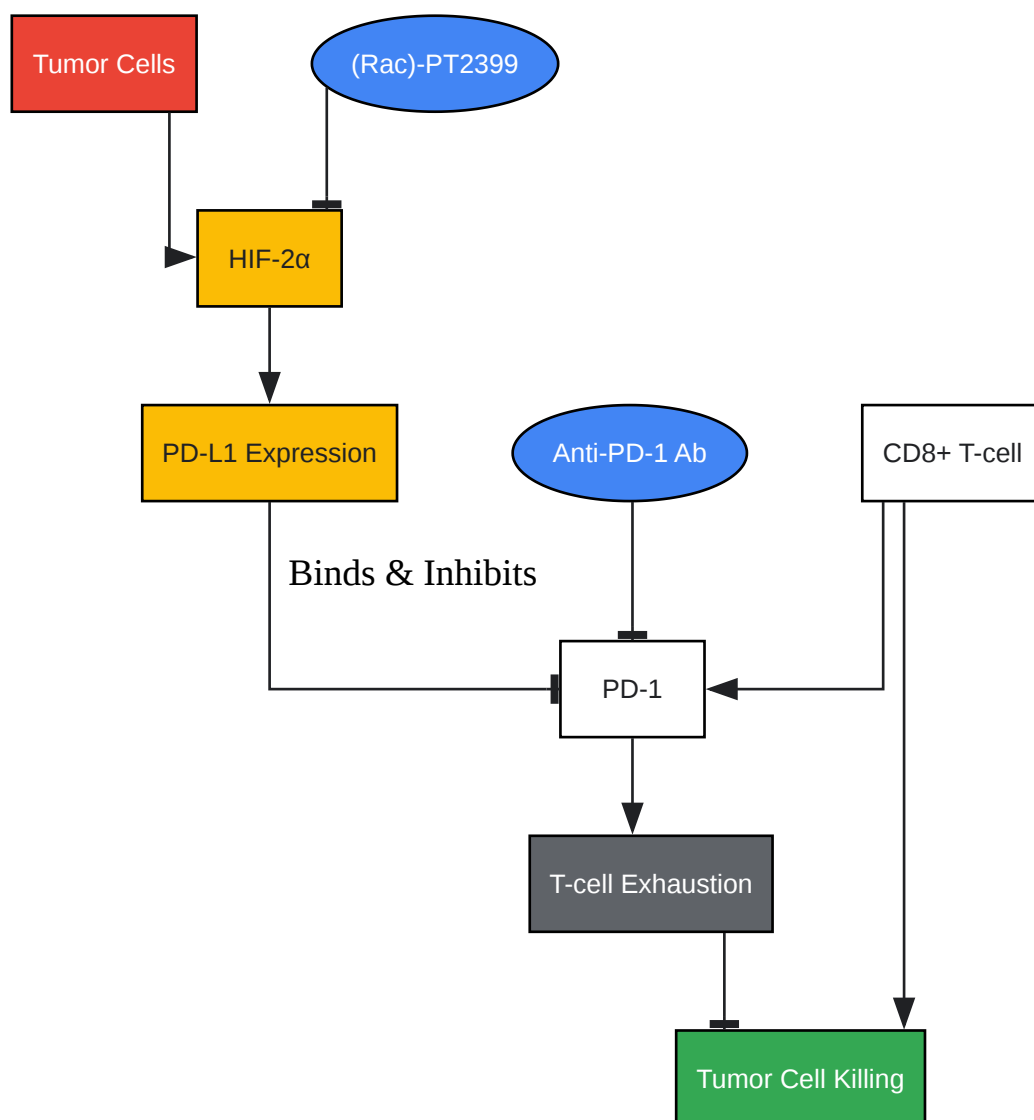 Tumor Cells
(Rac)-PT2399
HIF-2α
PD-L1 Expression
Anti-PD-1 Ab
CD8+ T-cell
Binds & Inhibits
PD-1
T-cell Exhaustion
Tumor Cell Killing